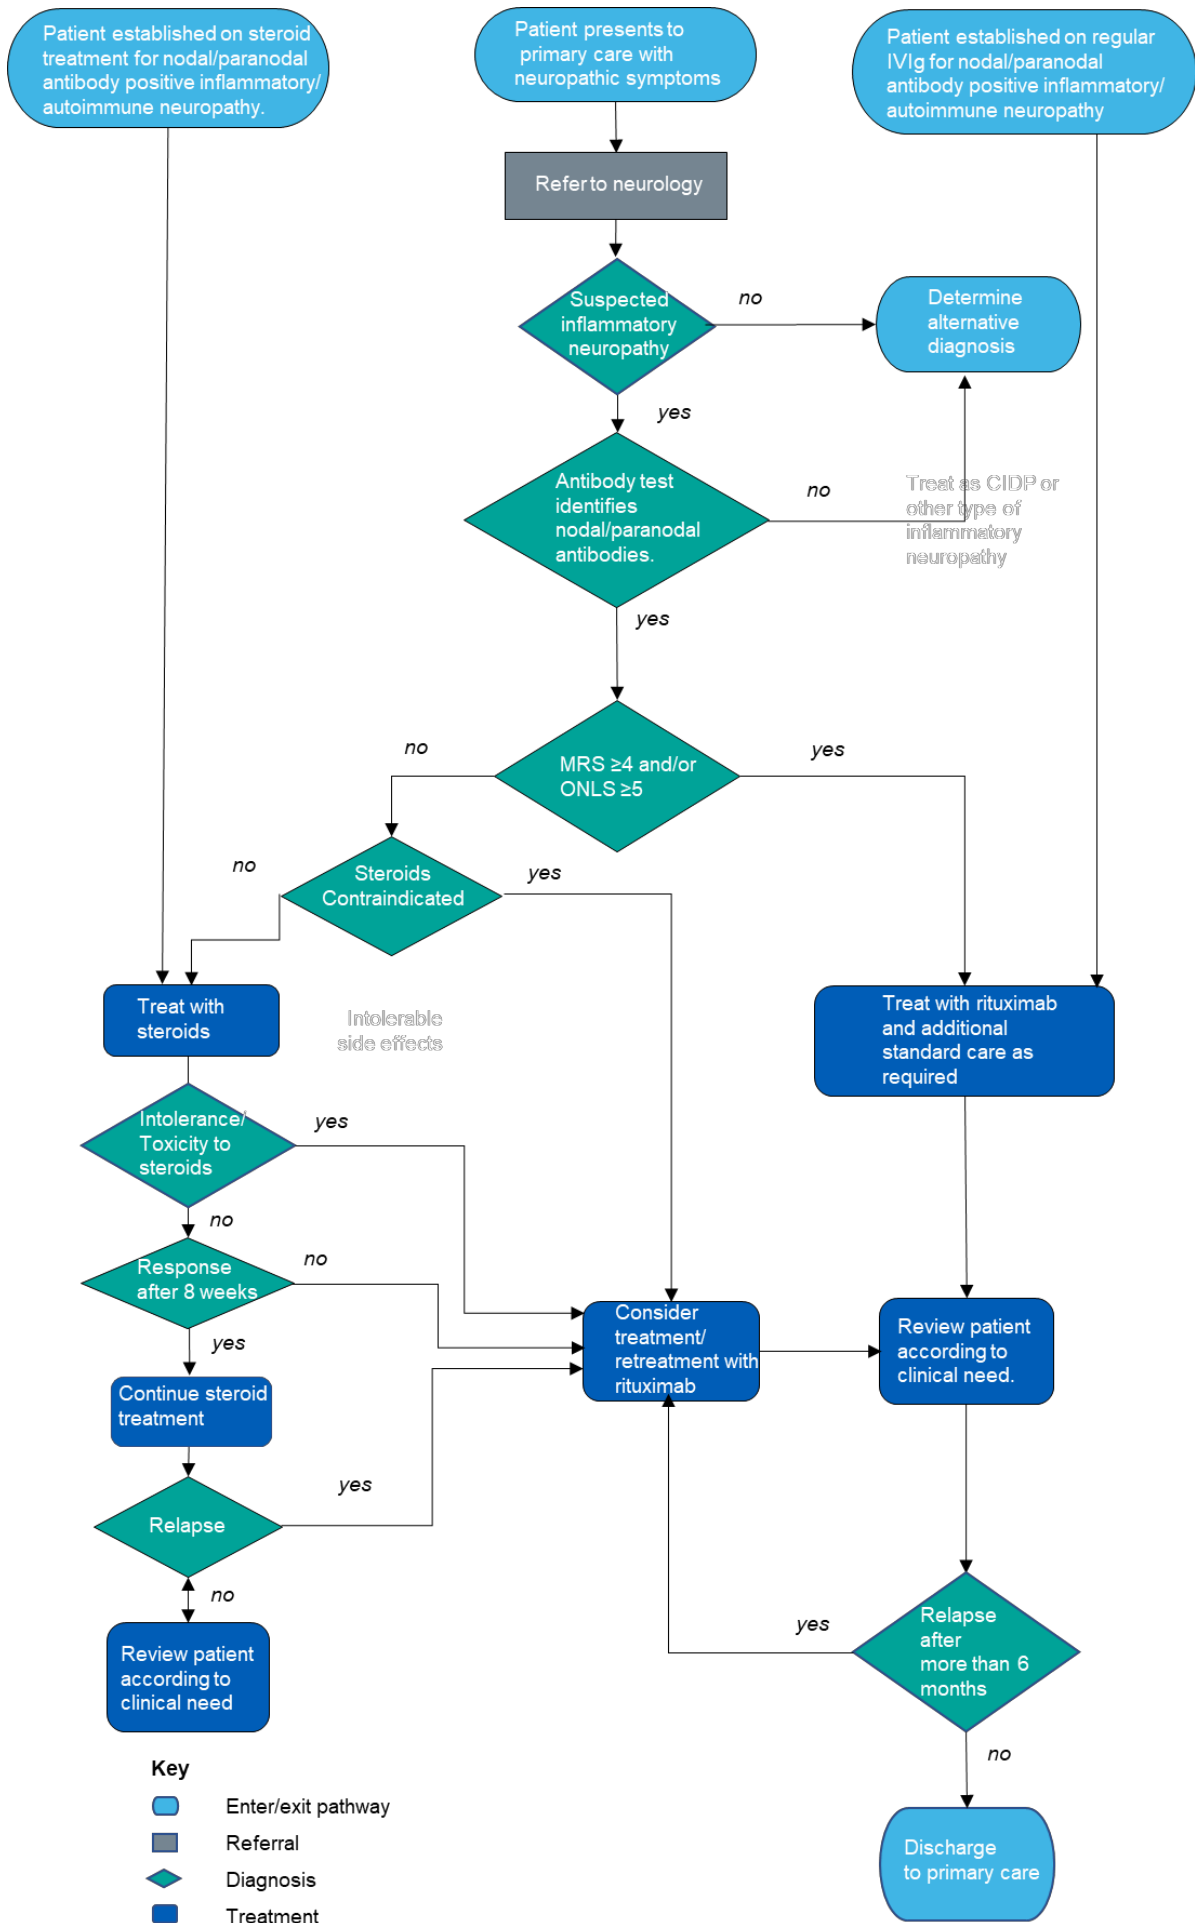 Patient established on steroid
treatment for nodal/paranodal
antibody positive inflammatory/
autoimmune neuropathy.
Patient presents to
primary care with
neuropathic symptoms
Patient established on regular
IVIg for nodal/paranodal
antibody positive inflammatory/
autoimmune neuropathy
Refer to neurology
Suspected
inflammatory
neuropathy
no
Determine
alternative
diagnosis
yes
Antibody test
identifies
nodal/paranodal
antibodies.
no
Treat as CIDP or
other type of
inflammatory
neuropathy
yes
MRS ≥4 and/or
ONLS ≥5
no
yes
Steroids
Contraindicated
no
yes
Treat with
steroids
Intolerable
side effects
Treat with rituximab
and additional
standard care as
required
Intolerance/
Toxicity to
steroids
yes
no
Response
after 8 weeks
no
yes
Consider
treatment/
retreatment with
rituximab
Review patient
according to
clinical need.
Continue steroid
treatment
Relapse
yes
no
Review patient
according to
clinical need
Relapse
after
more than 6
months
yes
no
Discharge
to primary care
Key
Enter/exit pathway
Referral
Diagnosis
Treatment